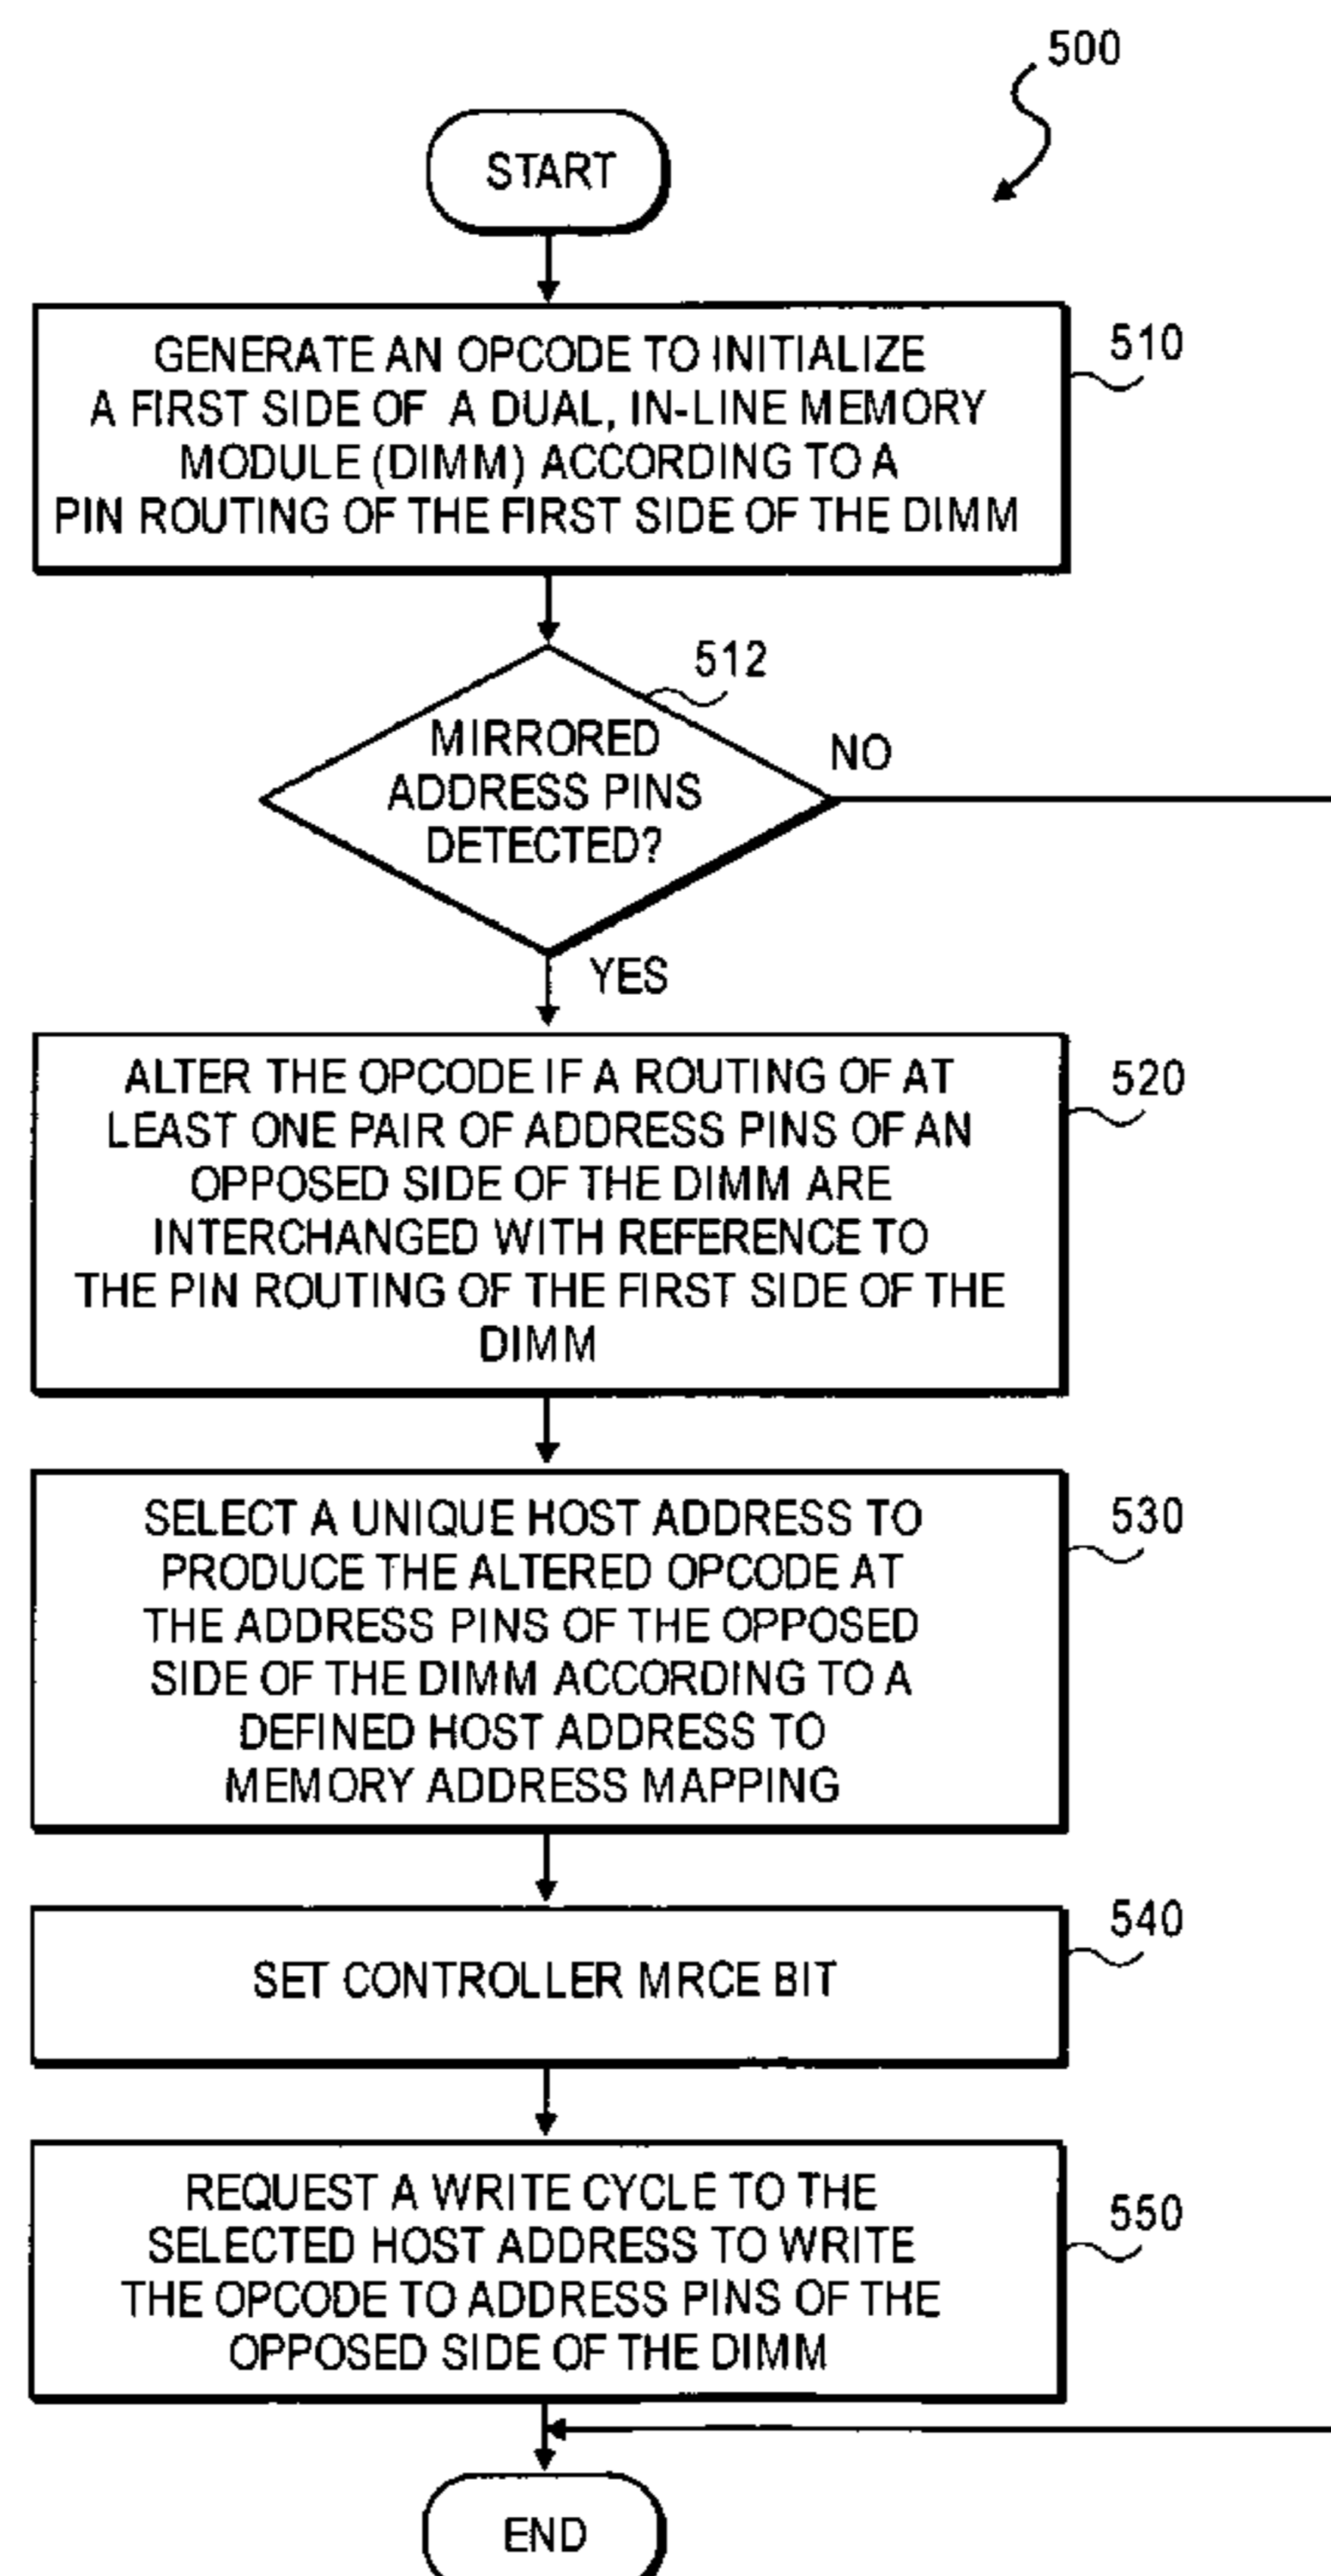 500
START
GENERATE AN OPCODE TO INITIALIZE
A FIRST SIDE OF A DUAL, IN-LINE MEMORY
MODULE (DIMM) ACCORDING TO A
PIN ROUTING OF THE FIRST SIDE OF THE DIMM
510
512
MIRRORED
ADDRESS PINS
DETECTED?
NO
YES
ALTER THE OPCODE IF A ROUTING OF AT
LEAST ONE PAIR OF ADDRESS PINS OF AN
OPPOSED SIDE OF THE DIMM ARE
INTERCHANGED WITH REFERENCE TO
THE PIN ROUTING OF THE FIRST SIDE OF THE
DIMM
520
SELECT A UNIQUE HOST ADDRESS TO
PRODUCE THE ALTERED OPCODE AT
THE ADDRESS PINS OF THE OPPOSED
SIDE OF THE DIMM ACCORDING TO A
DEFINED HOST ADDRESS TO
MEMORY ADDRESS MAPPING
530
SET CONTROLLER MRCE BIT
540
REQUEST A WRITE CYCLE TO THE
SELECTED HOST ADDRESS TO WRITE
THE OPCODE TO ADDRESS PINS OF THE
OPPOSED SIDE OF THE DIMM
550
END